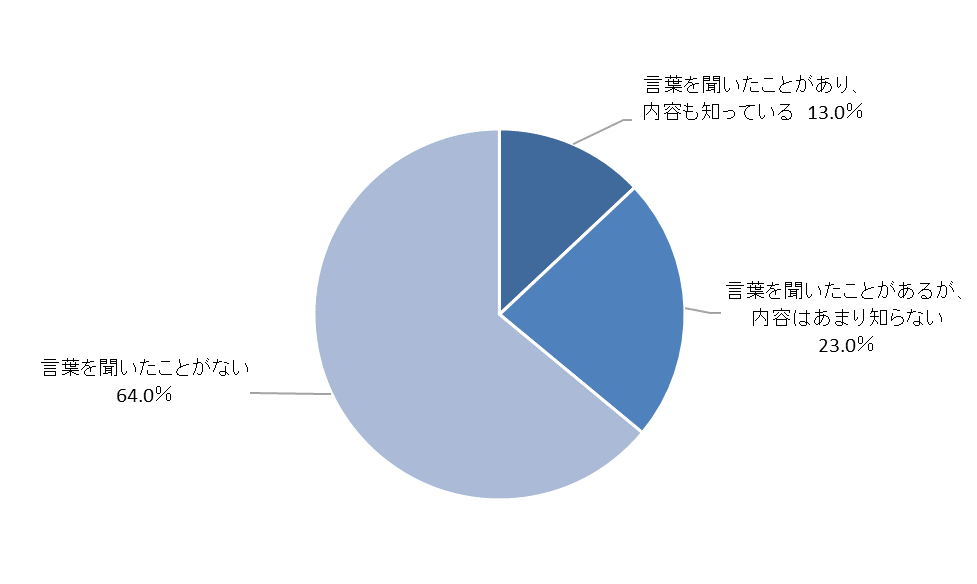 言葉を聞いたことがあり、
内容も知っている 13.0％
言葉を聞いたことがあるが、
内容はあまり知らない
23.0％
言葉を聞いたことがない
64.0％